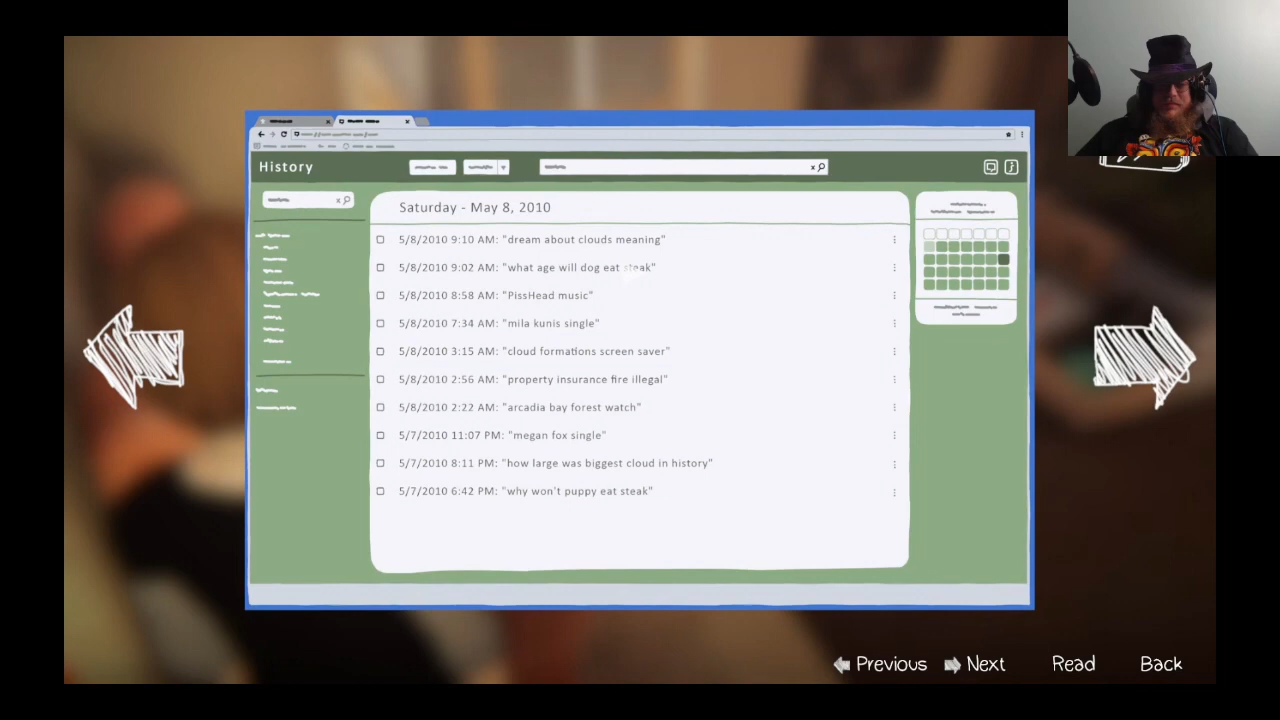 History
Saturday - May 8, 2010
5/8/2010 9:10 AM: "dream about clouds meaning"
5/8/2010 9:02 AM: "what age will dog eat steak"
5/8/2010 8:58 AM: "PissHead music"
5/8/2010 7:34 AM: "mila kunis single"
5/8/2010 3:15 AM: "cloud formations screen saver"
5/8/2010 2:56 AM: "property insurance fire illegal"
5/8/2010 2:22 AM: "arcadia bay forest watch"
5/7/2010 11:07 PM: "megan fox single"
5/7/2010 8:11 PM: "how large was biggest cloud in history"
5/7/2010 6:42 PM: "why won't puppy eat steak"
Previous Next Read Back